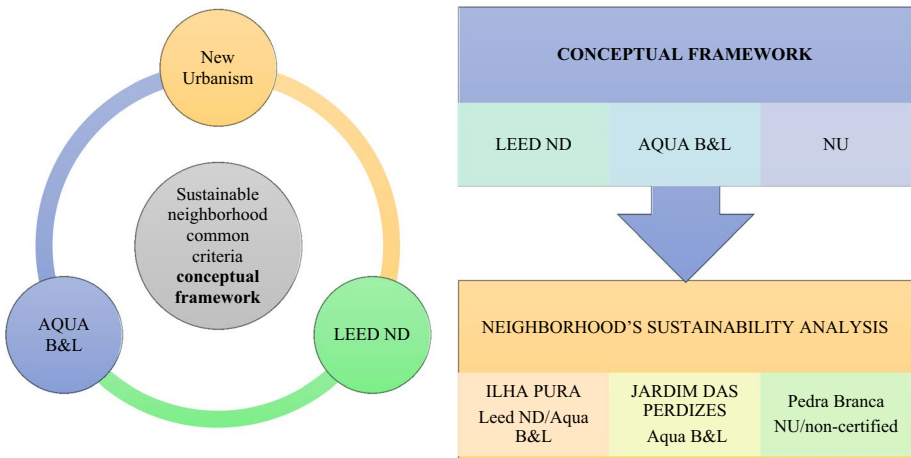 New
Urbanism
Sustainable
neighborhood
common
criteria
conceptual
framework
AQUA
B&L
LEED ND
CONCEPTUAL FRAMEWORK
LEED ND
AQUA B&L
NU
NEIGHBORHOOD'S SUSTAINABILITY ANALYSIS
ILHA PURA
Leed ND/Aqua
B&L
JARDIM DAS
PERDIZES
Aqua B&L
Pedra Branca
NU/non-certified